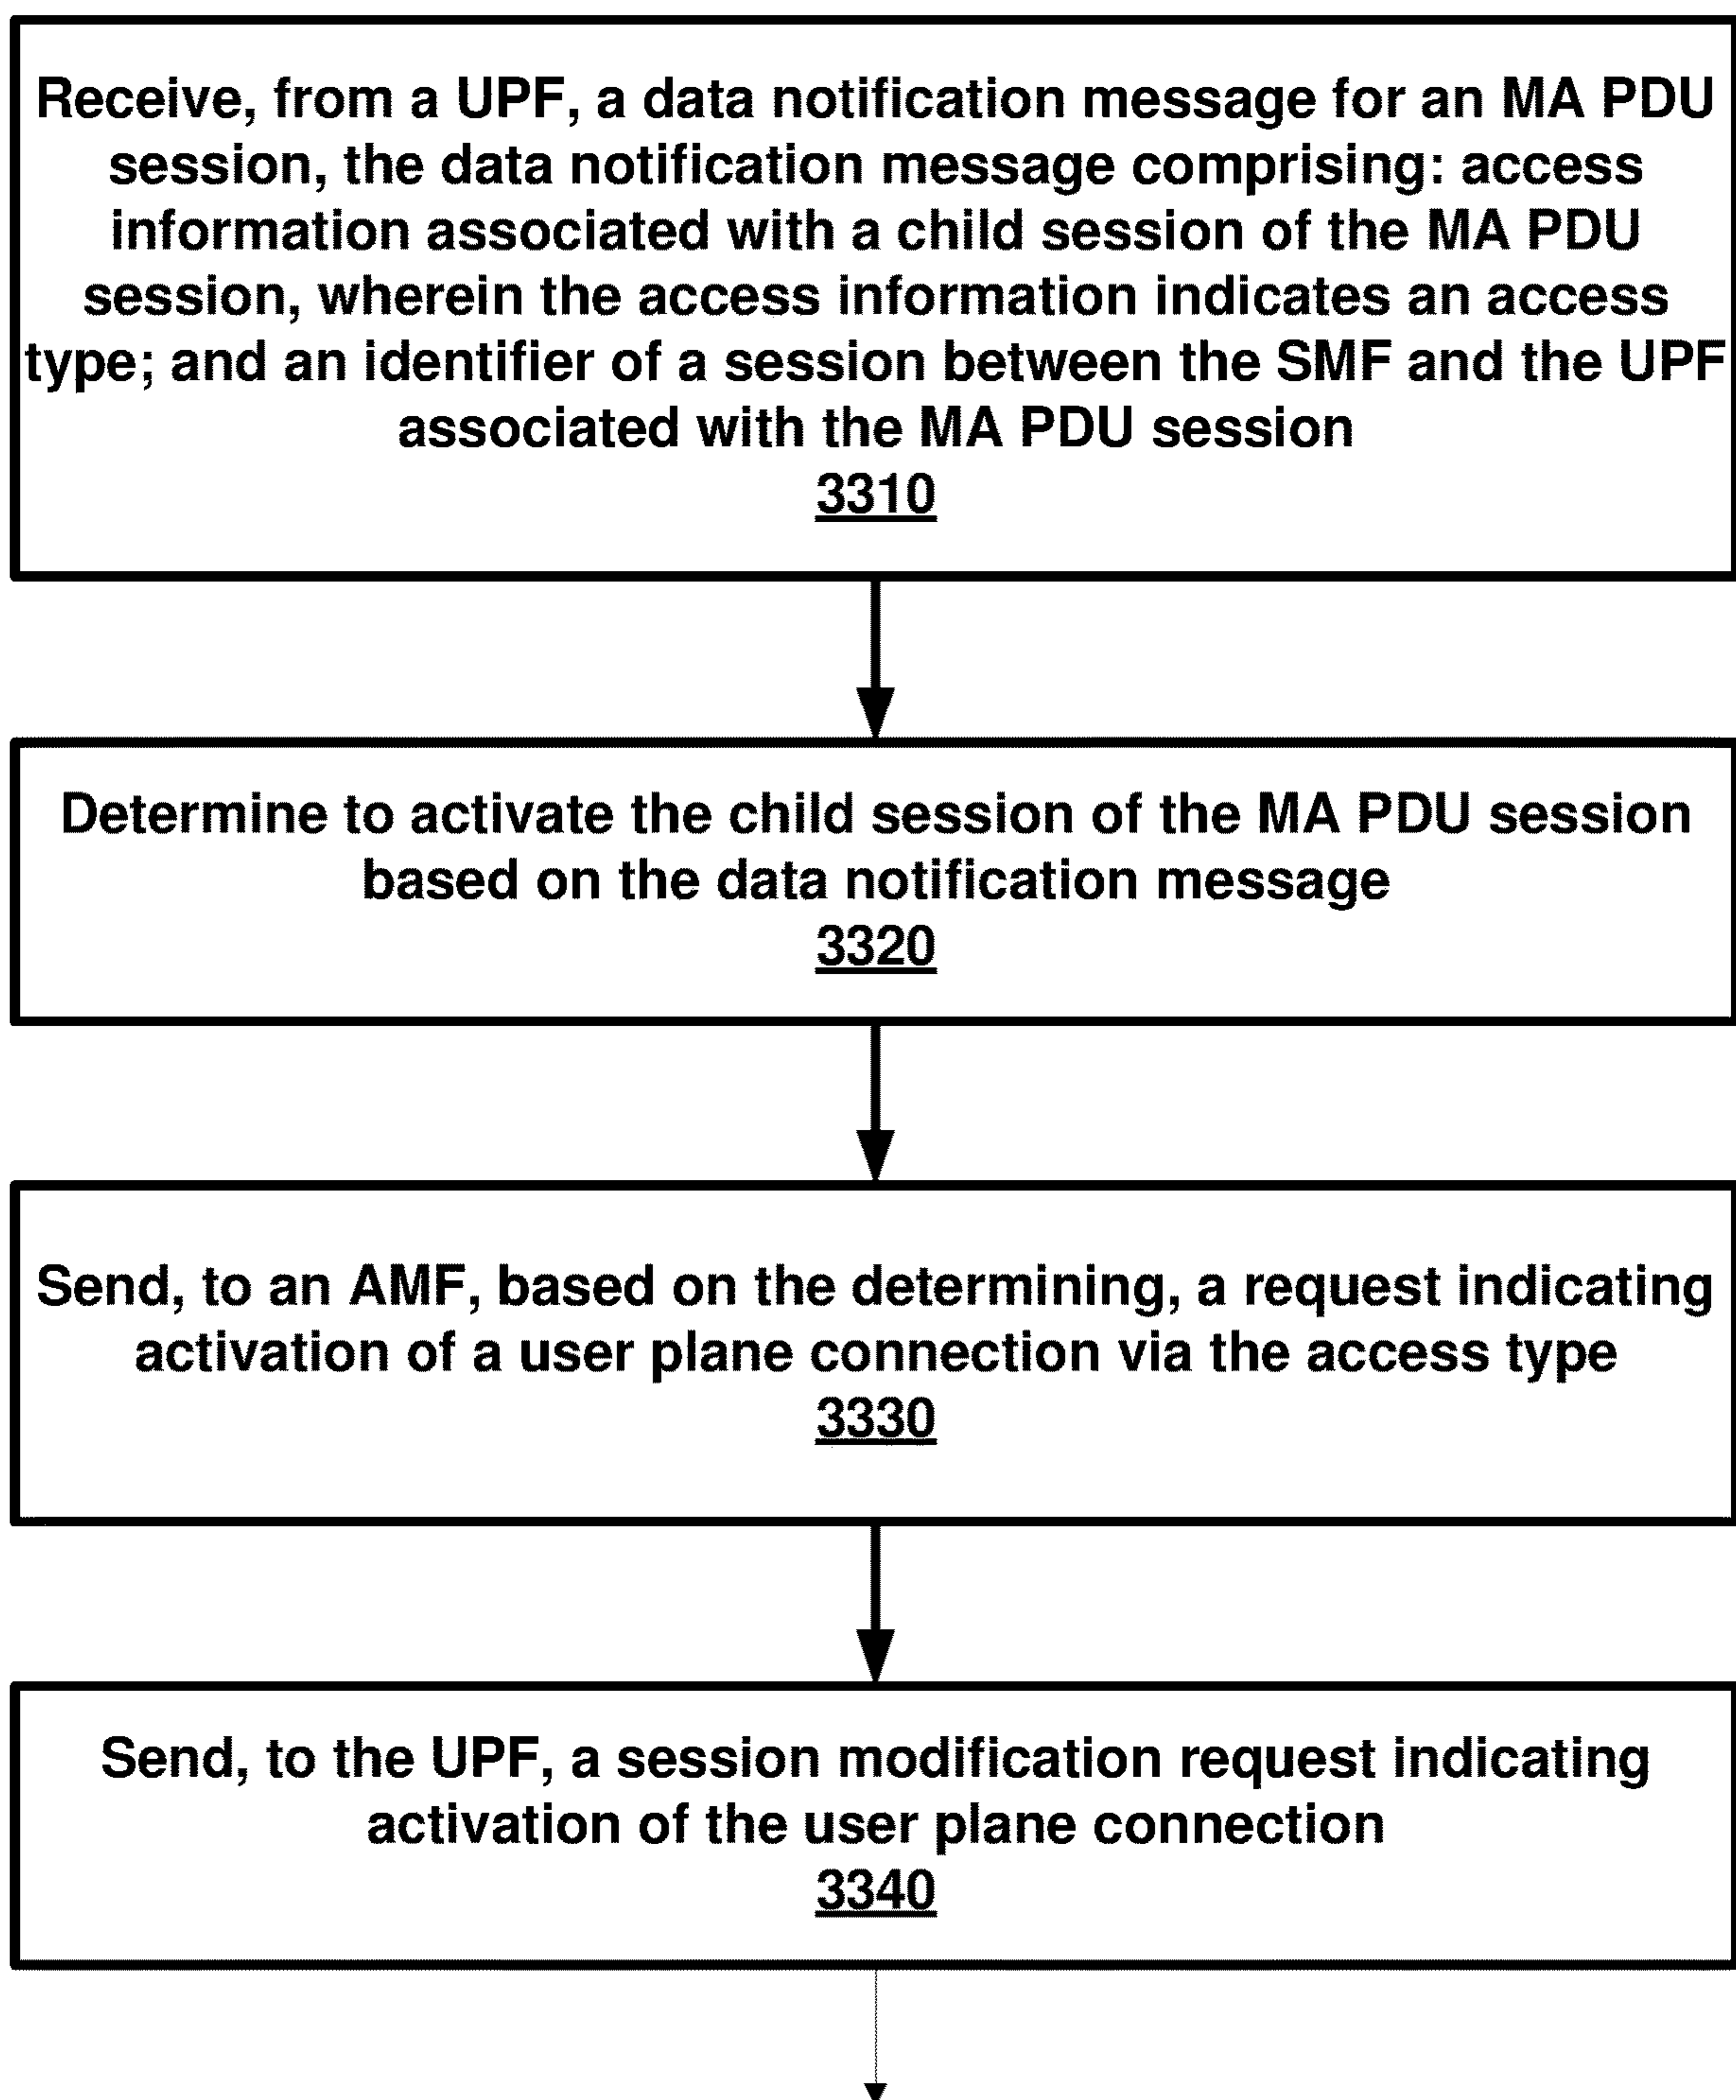 Receive, from a UPF, a data notification message for an MA PDU
session, the data notification message comprising: access
information associated with a child session of the MA PDU
session, wherein the access information indicates an access
type; and an identifier of a session between the SMF and the UPF
associated with the MA PDU session
3310
Determine to activate the child session of the MA PDU session
based on the data notification message
3320
Send, to an AMF, based on the determining, a request indicating
activation of a user plane connection via the access type
3330
Send, to the UPF, a session modification request indicating
activation of the user plane connection
3340